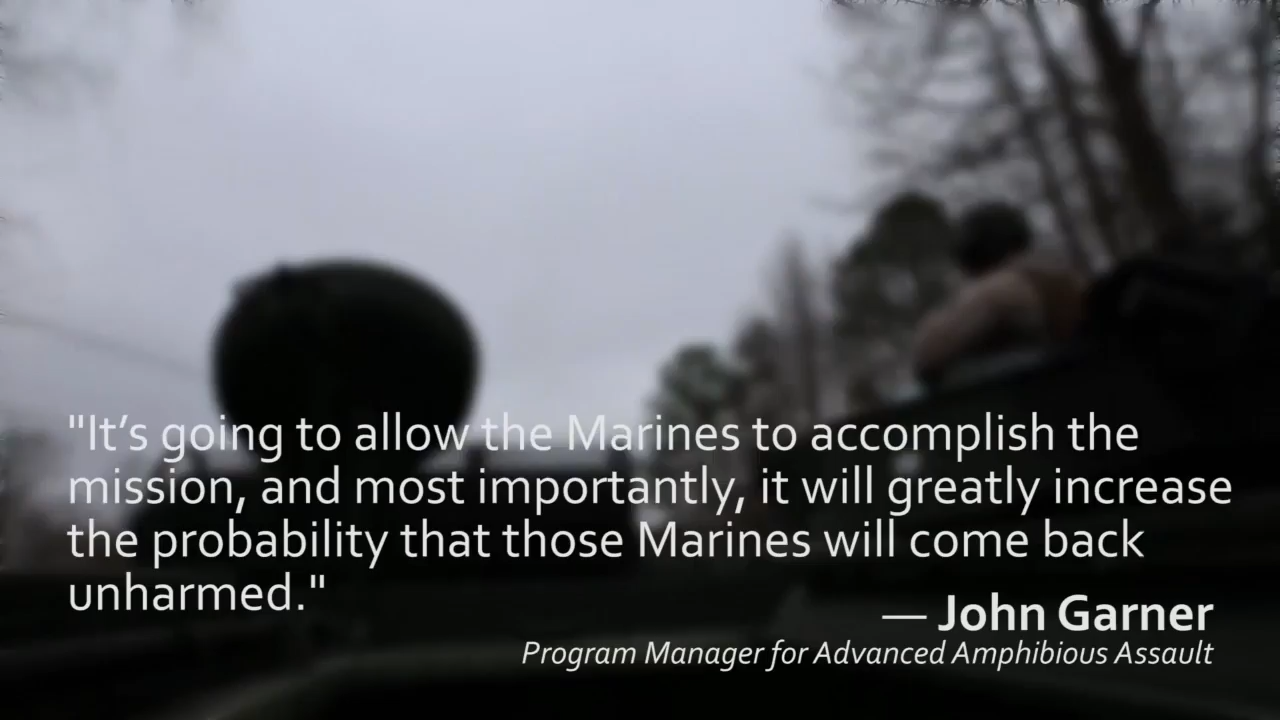 "It’s going to allow the Marines to accomplish the
mission, and most importantly, it will greatly increase
the probability that those Marines will come back
unharmed."
— John Garner
Program Manager for Advanced Amphibious Assault